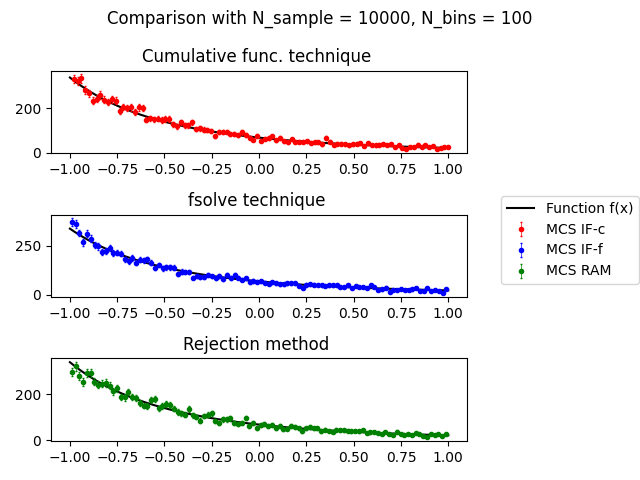 Comparison with N_sample = 10000, N_bins = 100
Cumulative func. technique
200
0
−1.00 −0.75 −0.50 −0.25 0.00 0.25 0.50 0.75 1.00
fsolve technique
250
0
−1.00 −0.75 −0.50 −0.25 0.00 0.25 0.50 0.75 1.00
Function f(x)
MCS IF-c
MCS IF-f
MCS RAM
Rejection method
200
0
−1.00 −0.75 −0.50 −0.25 0.00 0.25 0.50 0.75 1.00